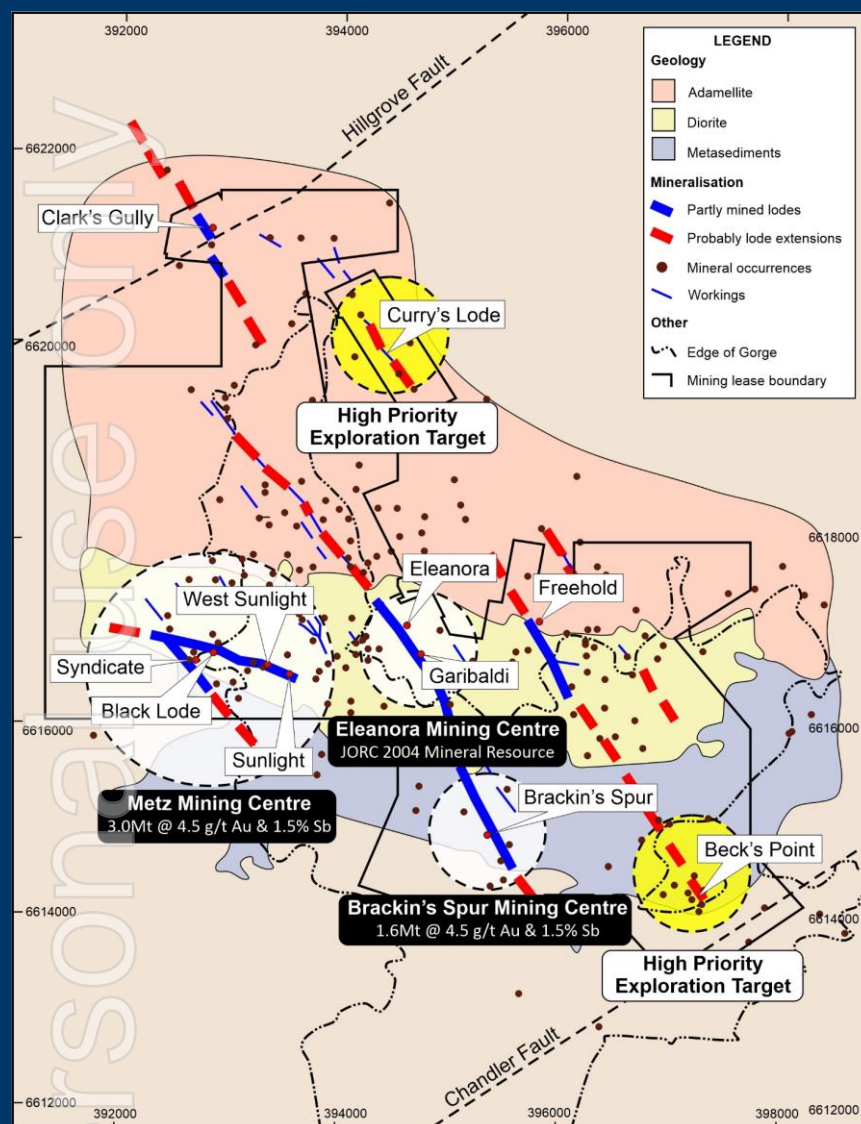 392000
394000
396000
LEGEND
Geology
Adamellite
Diorite
Metasediments
Mineralisation
Partly mined lodes
Probably lode extensions
Mineral occurrences
Workings
Other
Edge of Gorge
Mining lease boundary
Hillgrove Fault
6622000
Clark's Gully
6620000
Curry's Lode
High Priority
Exploration Target
6618000
Eleanora
Freehold
West Sunlight
Syndicate
Garibaldi
Black Lode
Sunlight
6616000
6616000
Eleanora Mining Centre
JORC 2004 Mineral Resource
Metz Mining Centre
3.0Mt @ 4.5 g/t Au & 1.5% Sb
Brackin's Spur
Beck's Point
Brackin's Spur Mining Centre
1.6Mt @ 4.5 g/t Au & 1.5% Sb
6614000
6614000
High Priority
Exploration Target
Chandler Fault
6612000
392000
394000
396000
398000
6612000
ersonal use only